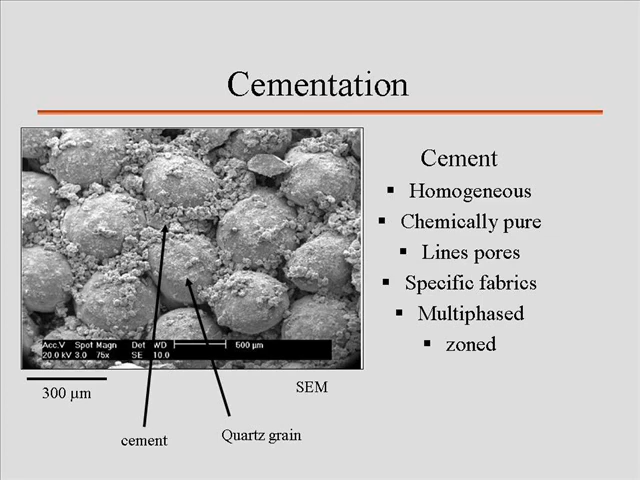 Cementation
Cement
▪ Homogeneous
▪ Chemically pure
▪ Lines pores
▪ Specific fabrics
▪ Multiphased
▪ zoned
Acc.V Spot Magn Det WD 500 µm
20.0 kV 3.0 75x SE 10.0
300 µm
SEM
cement
Quartz grain